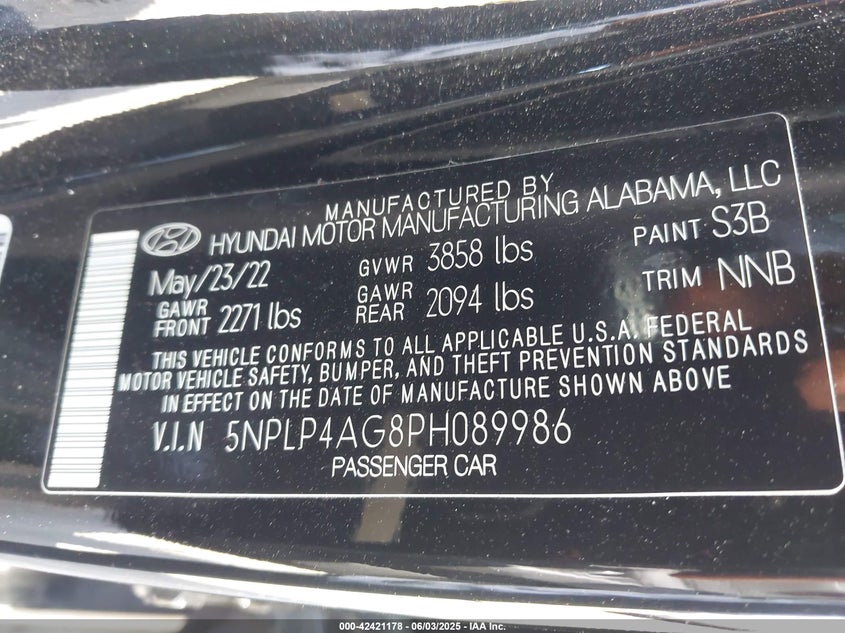 MANUFACTURED BY
HYUNDAI MOTOR MANUFACTURING ALABAMA, LLC
May/23/22 GVWR 3858 lbs PAINT S3B
GAWR FRONT 2271 lbs GAWR REAR 2094 lbs TRIM NNB
THIS VEHICLE CONFORMS TO ALL APPLICABLE U.S.A. FEDERAL
MOTOR VEHICLE SAFETY, BUMPER, AND THEFT PREVENTION STANDARDS
IN EFFECT ON THE DATE OF MANUFACTURE SHOWN ABOVE
V.I.N 5NPLP4AG8PH089986
PASSENGER CAR
000-42421178 - 06/03/2025 - IAA Inc.